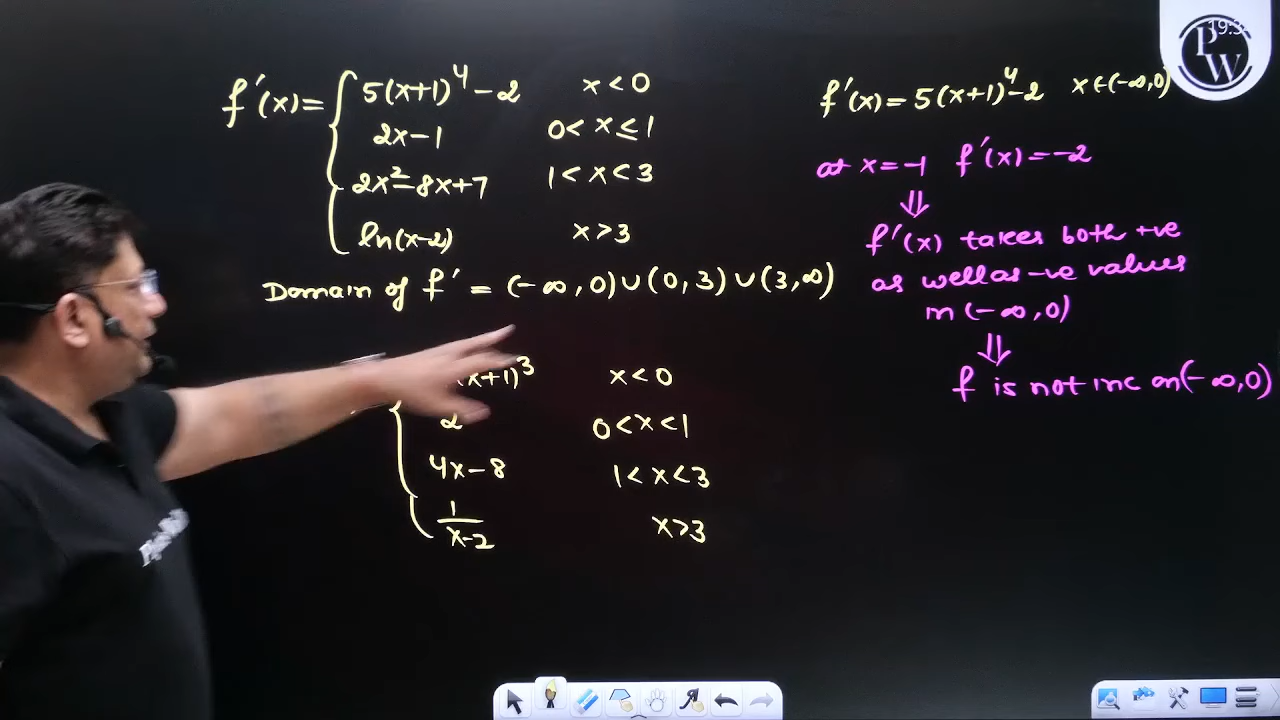 f'(x) = { 5(x+1)⁴ - 2 x < 0
2x - 1 0 < x ≤ 1
2x² - 8x + 7 1 < x < 3
ln(x-2) x > 3
Domain of f' = (-∞, 0) ∪ (0, 3) ∪ (3, ∞)
(x+1)³ x < 0
2 0 < x < 1
4x - 8 1 < x < 3
1/(x-2) x > 3
f'(x) = 5(x+1)⁴ - 2 x ∈ (-∞, 0)
at x = -1 f'(x) = -2
⇓
f'(x) takes both +ve
as well as -ve values
in (-∞, 0)
⇓
f is not inc on (-∞, 0)
P
W